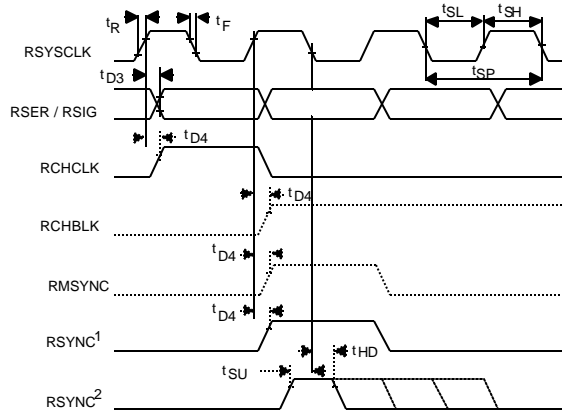 tR tF tSL tSH
RSYSCLK
tSP
tD3
RSER / RSIG
tD4
RCHCLK
tD4
RCHBLK
tD4
RMSYNC
tD4
RSYNC1
tHD
tSU
RSYNC2